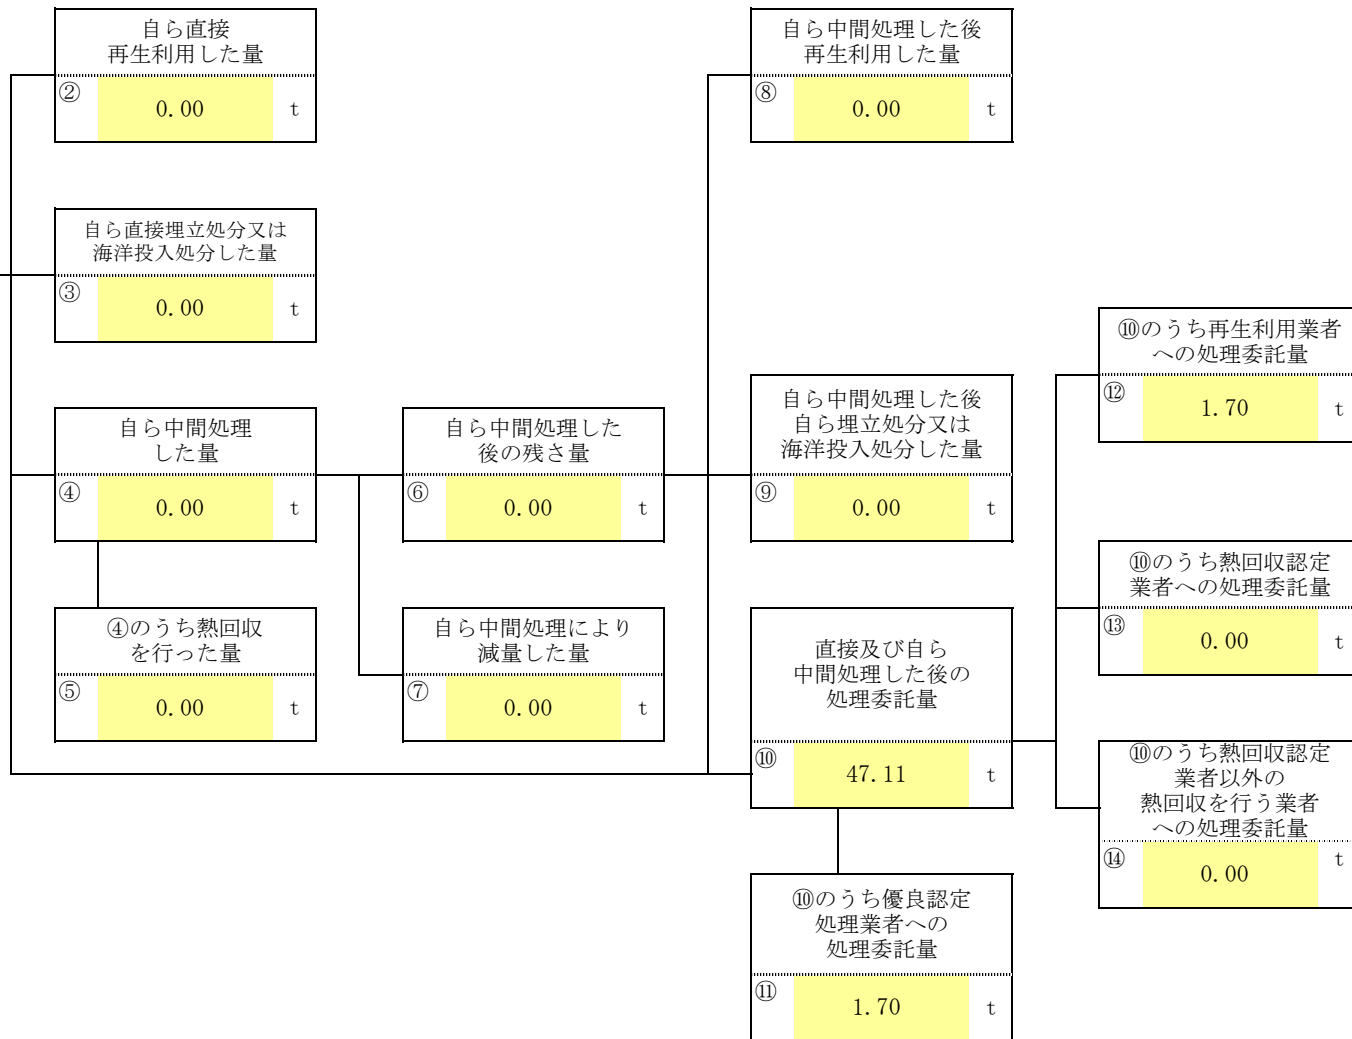 自ら直接
再生利用した量
②
0.00
t
自ら直接埋立処分又は
海洋投入処分した量
③
0.00
t
自ら中間処理
した量
④
0.00
t
④のうち熱回収
を行った量
⑤
0.00
t
自ら中間処理した
後の残さ量
⑥
0.00
t
自ら中間処理により
減量した量
⑦
0.00
t
自ら中間処理した後
再生利用した量
⑧
0.00
t
自ら中間処理した後
自ら埋立処分又は
海洋投入処分した量
⑨
0.00
t
直接及び自ら
中間処理した後の
処理委託量
⑩
47.11
t
⑩のうち優良認定
処理業者への
処理委託量
⑪
1.70
t
⑩のうち再生利用業者
への処理委託量
⑫
1.70
t
⑩のうち熱回収認定
業者への処理委託量
⑬
0.00
t
⑩のうち熱回収認定
業者以外の
熱回収を行う業者
への処理委託量
⑭
0.00
t